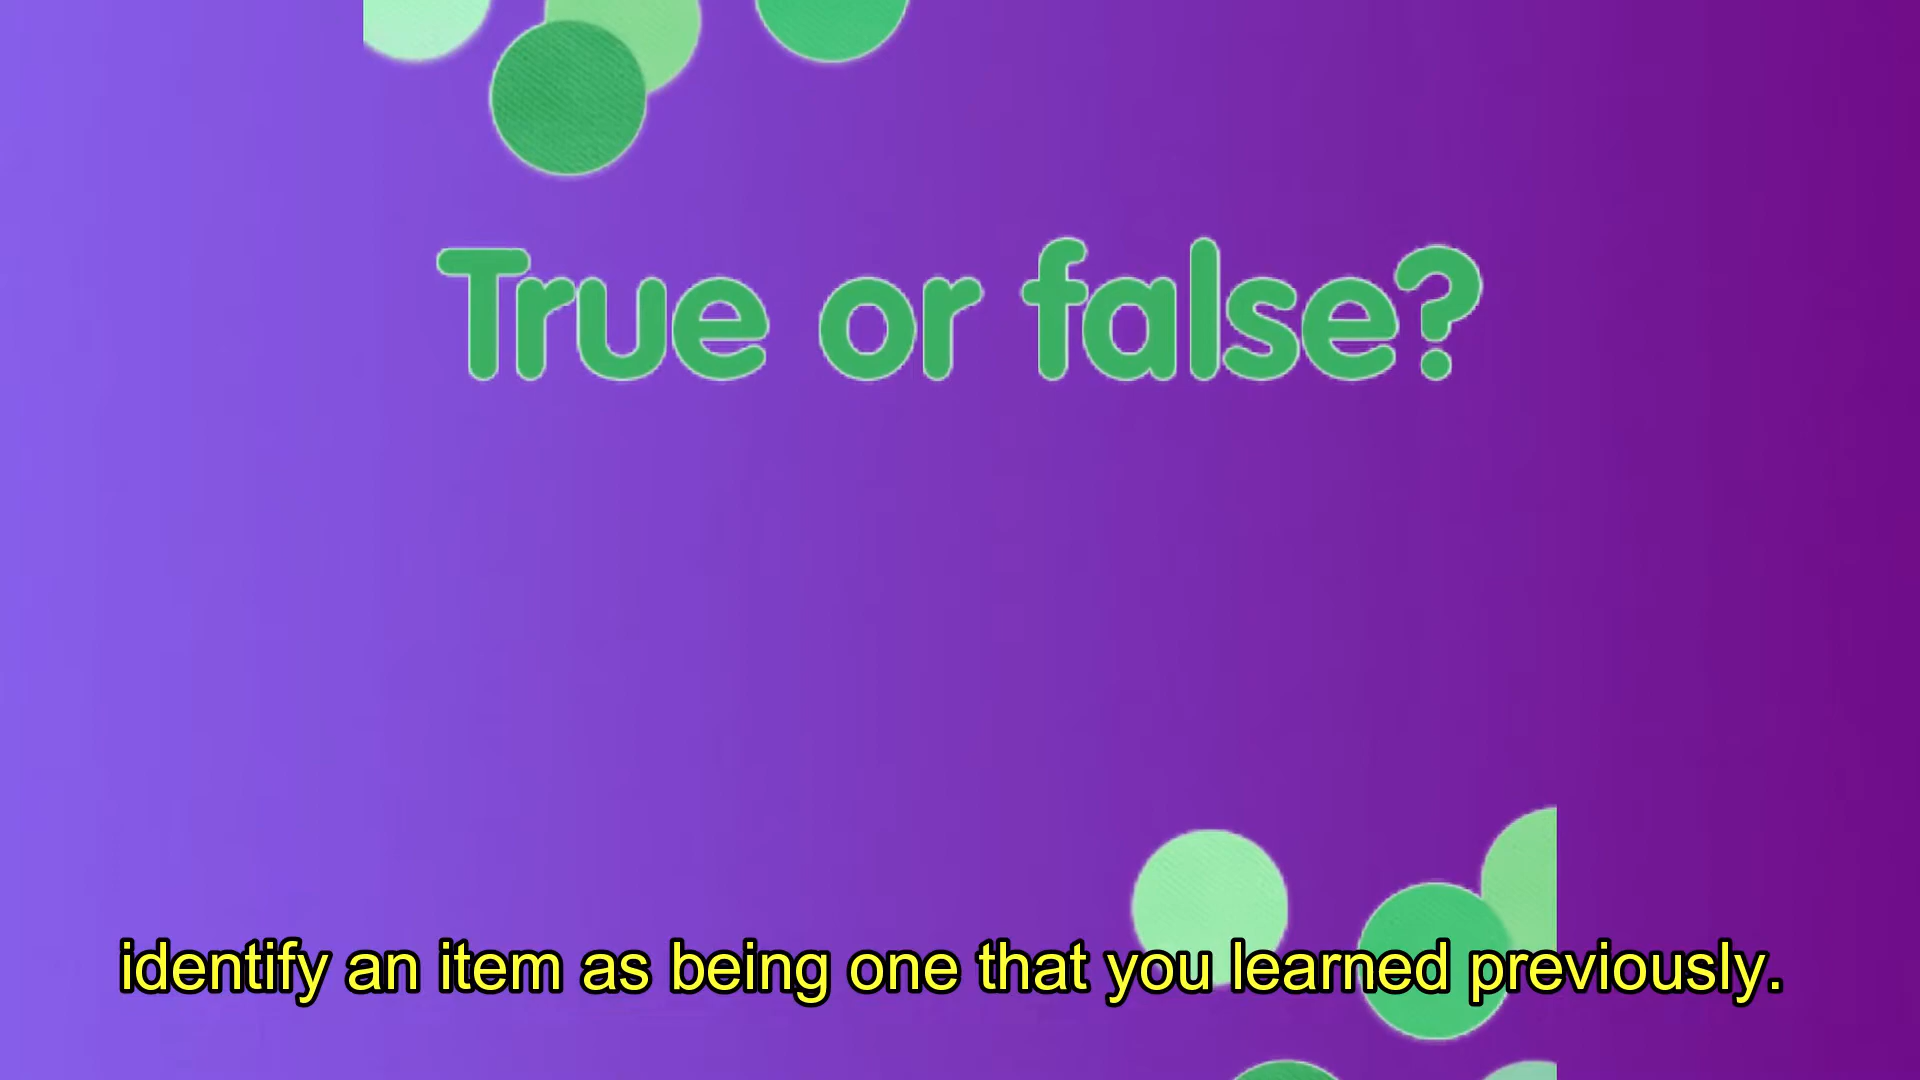 True or false?
identify an item as being one that you learned previously.